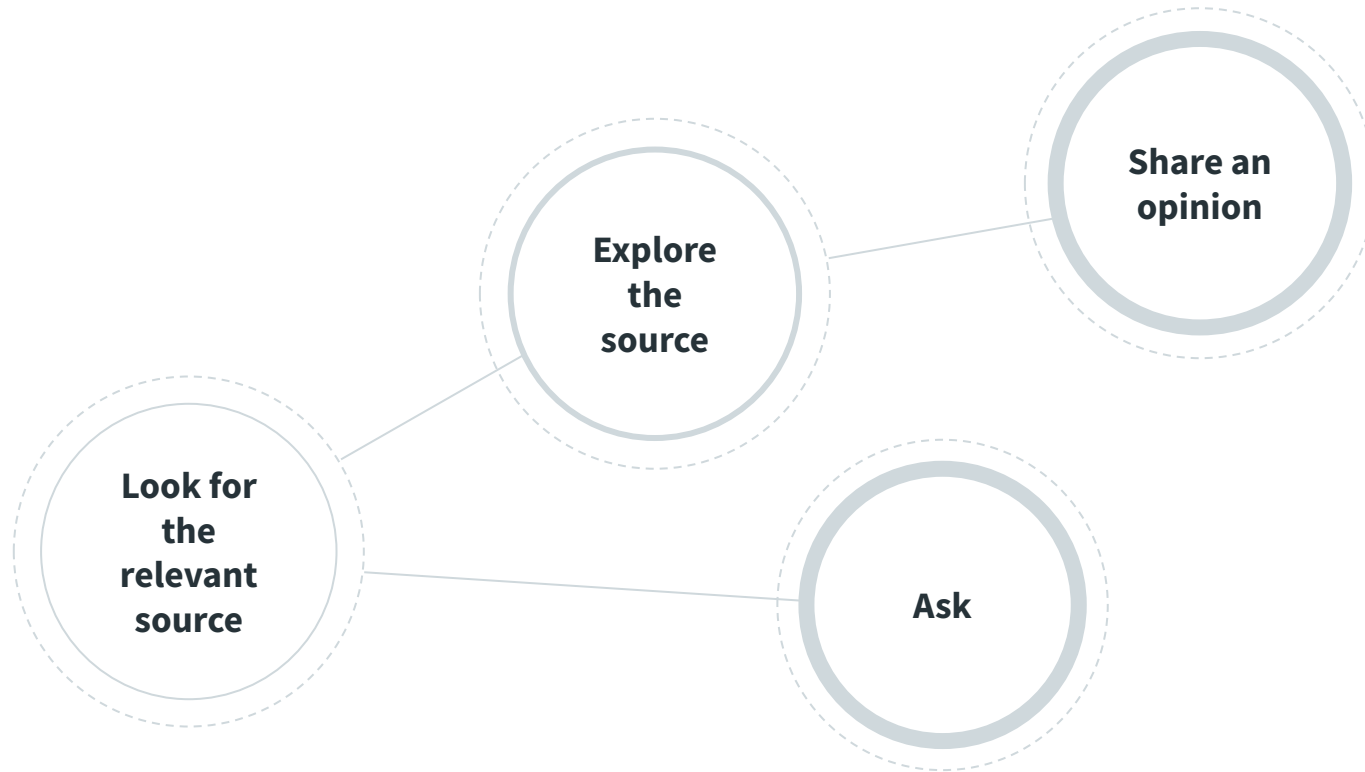 Share an
opinion
Explore
the
source
Look for
the
relevant
source
Ask